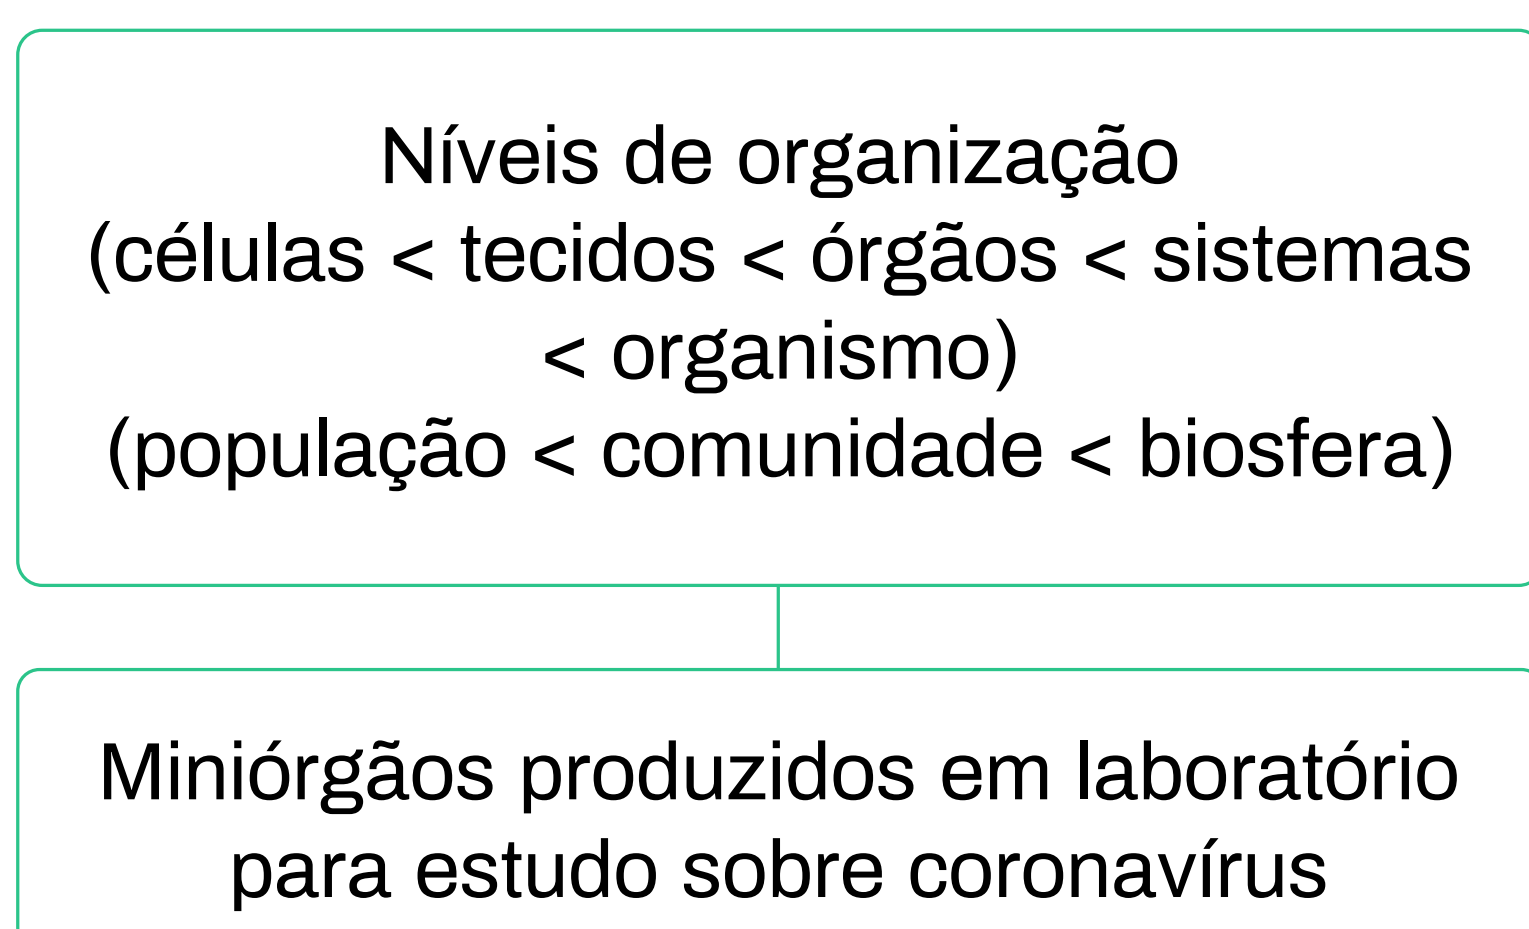 Níveis de organização
(células < tecidos < órgãos < sistemas
< organismo)
(população < comunidade < biosfera)
Miniórgãos produzidos em laboratório
para estudo sobre coronavírus